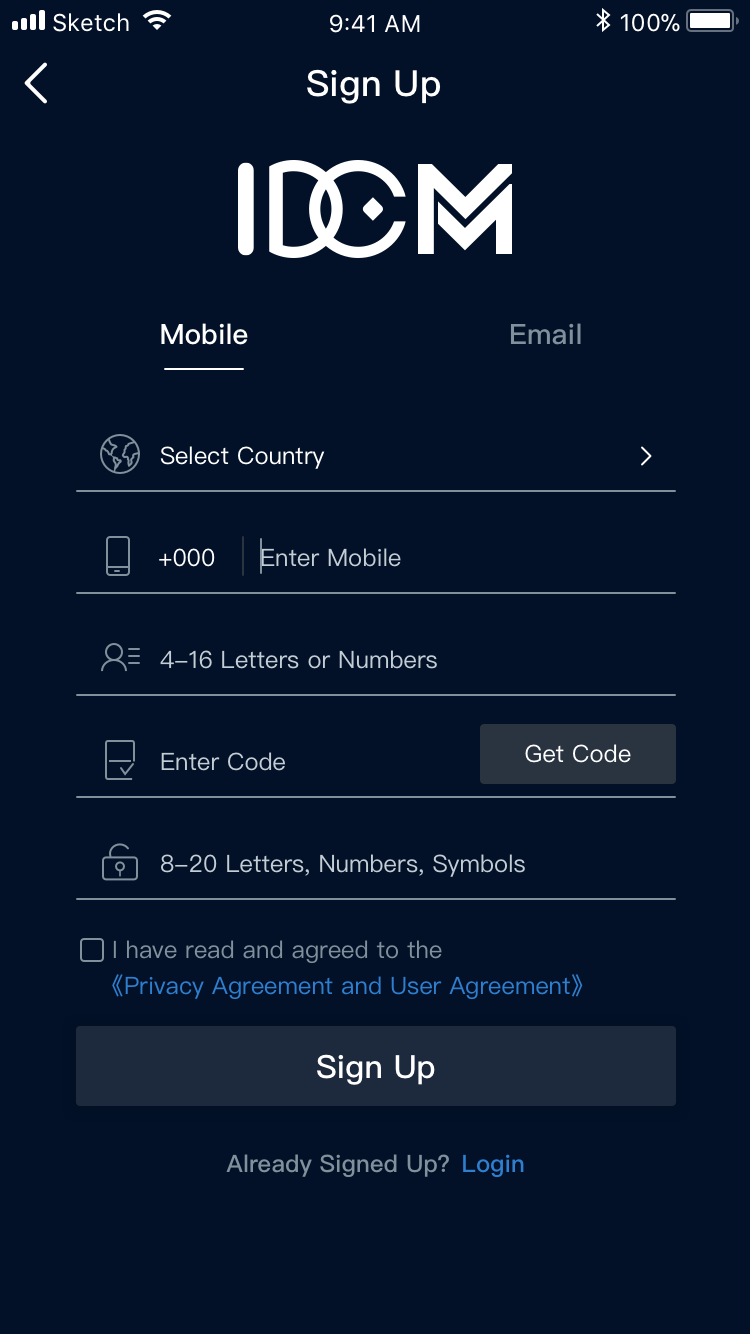 Sketch 9:41 AM 100%
Sign Up
IDCM
Mobile Email
Select Country
+000 Enter Mobile
4–16 Letters or Numbers
Enter Code Get Code
8–20 Letters, Numbers, Symbols
I have read and agreed to the
《Privacy Agreement and User Agreement》
Sign Up
Already Signed Up? Login